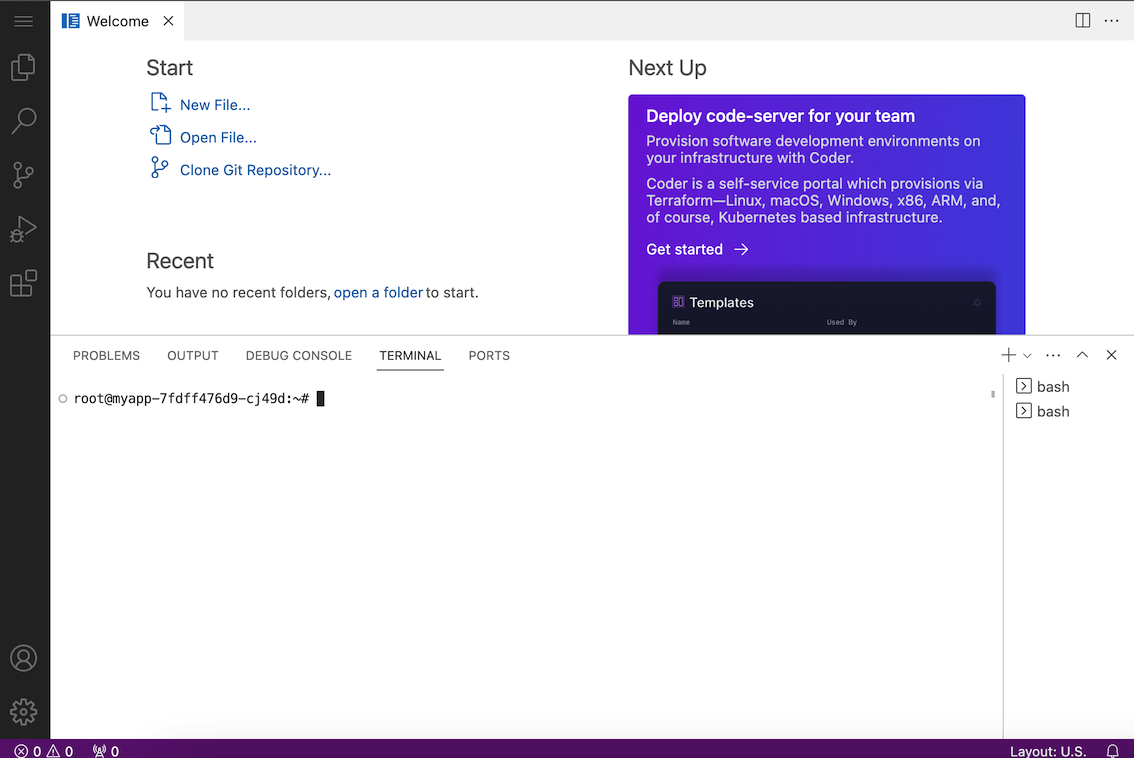 Welcome
Start
New File...
Open File...
Clone Git Repository...
Recent
You have no recent folders, open a folder to start.
Next Up
Deploy code-server for your team
Provision software development environments on
your infrastructure with Coder.
Coder is a self-service portal which provisions via
Terraform—Linux, macOS, Windows, x86, ARM, and,
of course, Kubernetes based infrastructure.
Get started
Templates
Name Used By
PROBLEMS OUTPUT DEBUG CONSOLE TERMINAL PORTS
root@myapp-7fdff476d9-cj49d:~#
bash
bash
0 0 0 Layout: U.S.